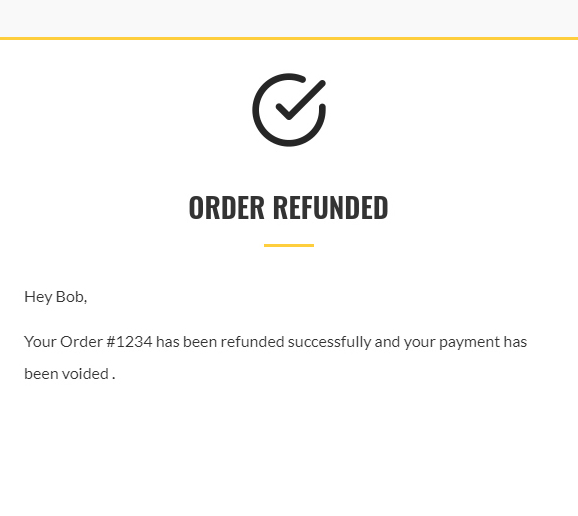 ORDER REFUNDED
Hey Bob,
Your Order #1234 has been refunded successfully and your payment has
been voided .